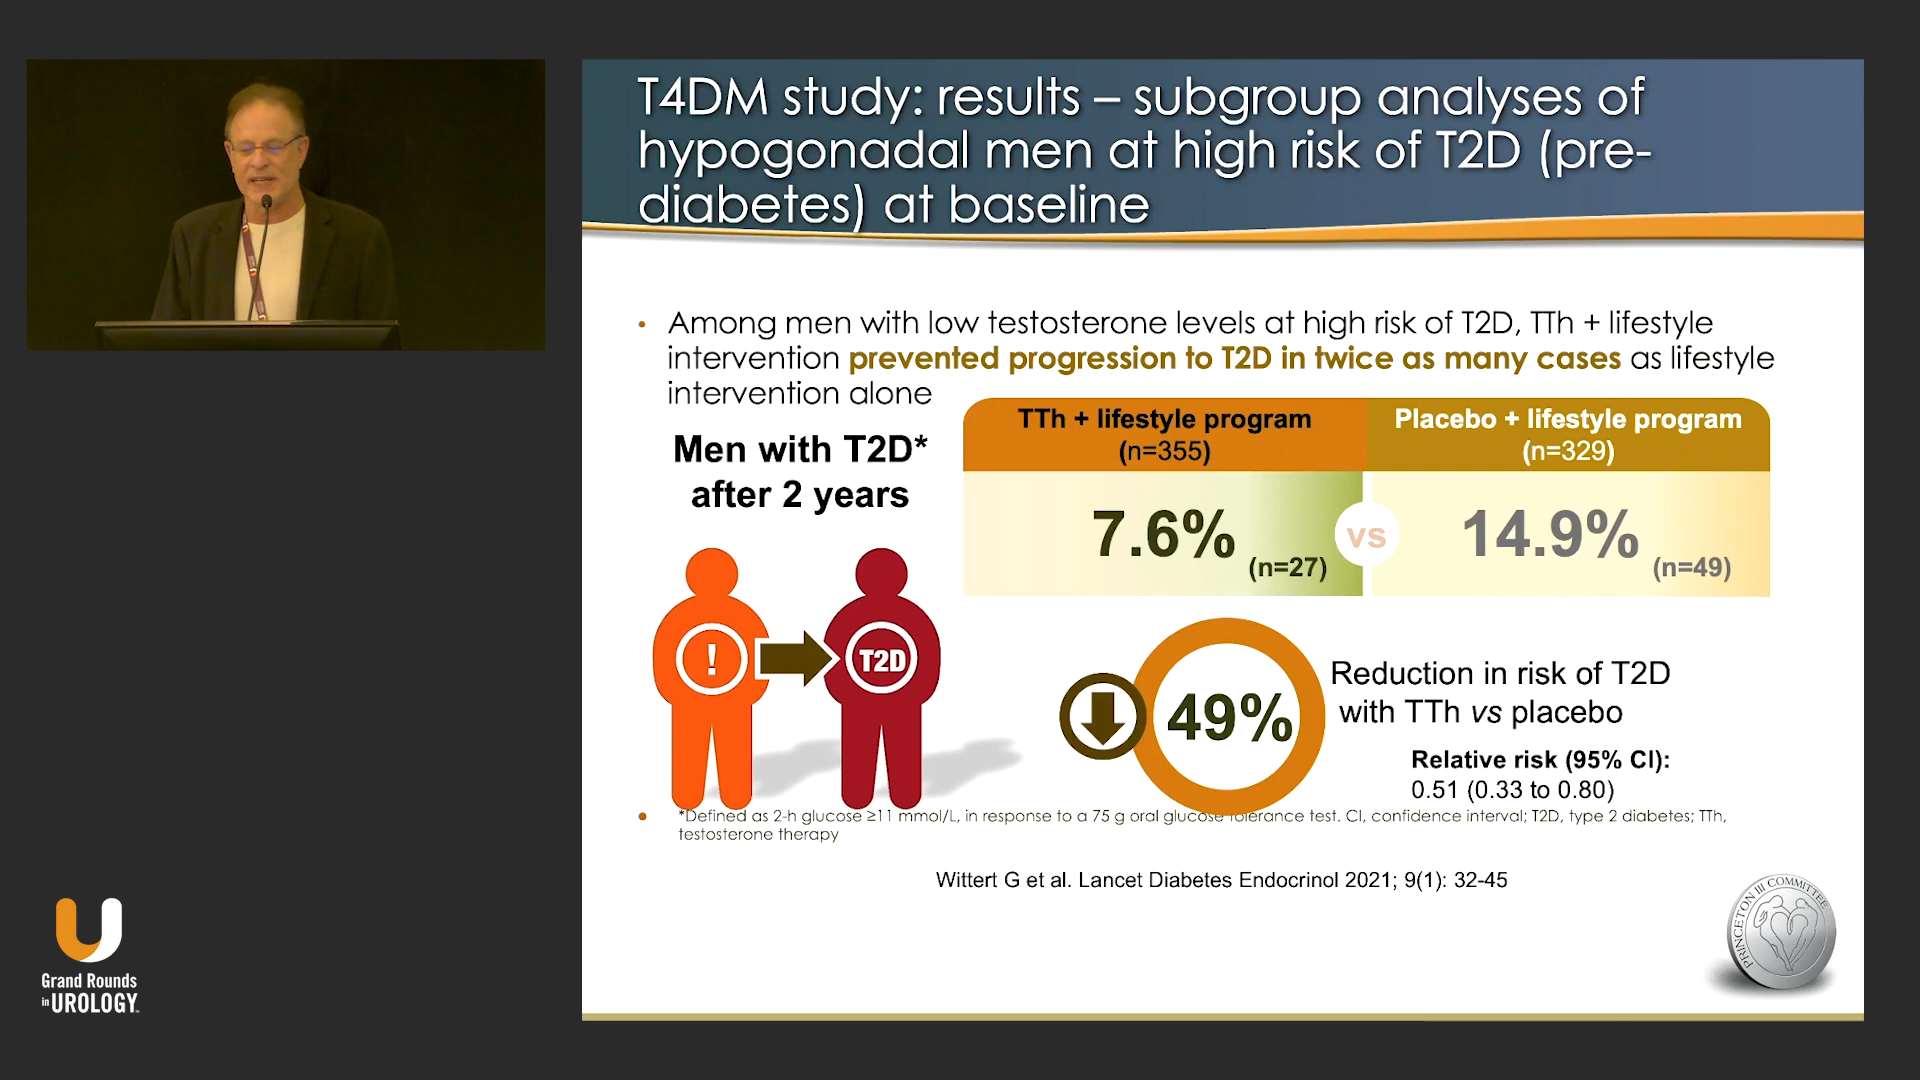 T4DM study: results – subgroup analyses of
hypogonadal men at high risk of T2D (pre-
diabetes) at baseline
• Among men with low testosterone levels at high risk of T2D, TTh + lifestyle
intervention prevented progression to T2D in twice as many cases as lifestyle
intervention alone
Men with T2D*
after 2 years
TTh + lifestyle program
(n=355)
Placebo + lifestyle program
(n=329)
7.6%
(n=27)
vs
14.9%
(n=49)
!
T2D
49%
Reduction in risk of T2D
with TTh vs placebo
Relative risk (95% CI):
0.51 (0.33 to 0.80)
• *Defined as 2-h glucose ≥11 mmol/L, in response to a 75 g oral glucose tolerance test. CI, confidence interval; T2D, type 2 diabetes; TTh,
testosterone therapy
Wittert G et al. Lancet Diabetes Endocrinol 2021; 9(1): 32-45
PRINCETON III COMMITTEE
Grand Rounds
in UROLOGY